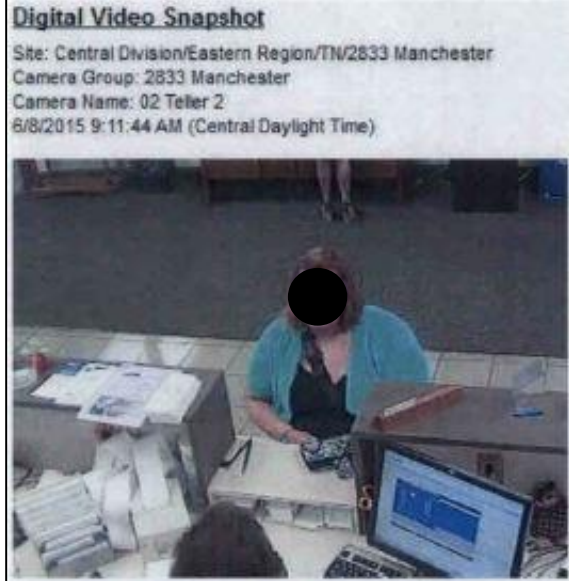 Digital Video Snapshot
Site: Central Division/Eastern Region/TN/2833 Manchester
Camera Group: 2833 Manchester
Camera Name: 02 Teller 2
6/8/2015 9:11:44 AM (Central Daylight Time)